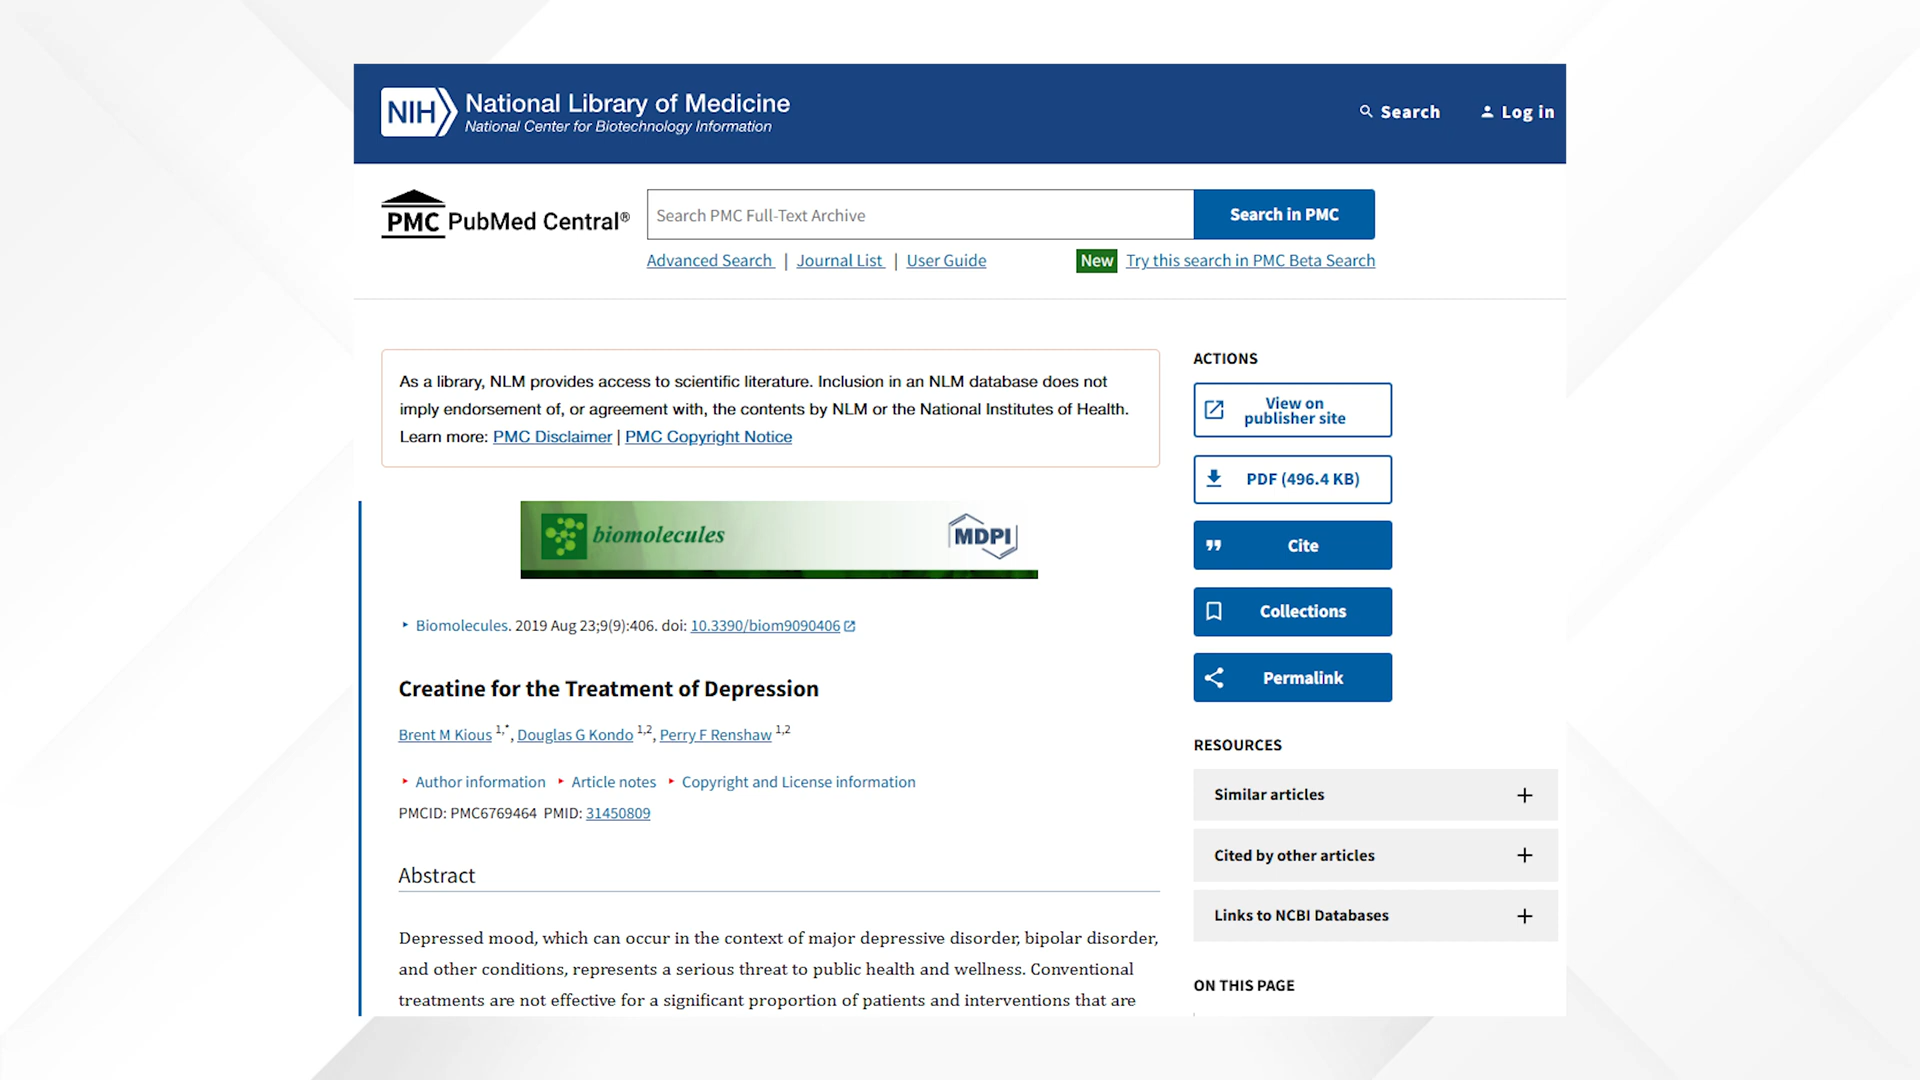 NIH National Library of Medicine
National Center for Biotechnology Information
Search Log in
PMC PubMed Central®
Search PMC Full-Text Archive
Search in PMC
Advanced Search | Journal List | User Guide
New Try this search in PMC Beta Search
As a library, NLM provides access to scientific literature. Inclusion in an NLM database does not
imply endorsement of, or agreement with, the contents by NLM or the National Institutes of Health.
Learn more: PMC Disclaimer | PMC Copyright Notice
biomolecules MDPI
Biomolecules. 2019 Aug 23;9(9):406. doi: 10.3390/biom9090406
Creatine for the Treatment of Depression
Brent M Kious 1,*, Douglas G Kondo 1,2, Perry F Renshaw 1,2
Author information Article notes Copyright and License information
PMCID: PMC6769464 PMID: 31450809
Abstract
Depressed mood, which can occur in the context of major depressive disorder, bipolar disorder,
and other conditions, represents a serious threat to public health and wellness. Conventional
treatments are not effective for a significant proportion of patients and interventions that are
ACTIONS
View on
publisher site
PDF (496.4 KB)
Cite
Collections
Permalink
RESOURCES
Similar articles
Cited by other articles
Links to NCBI Databases
ON THIS PAGE